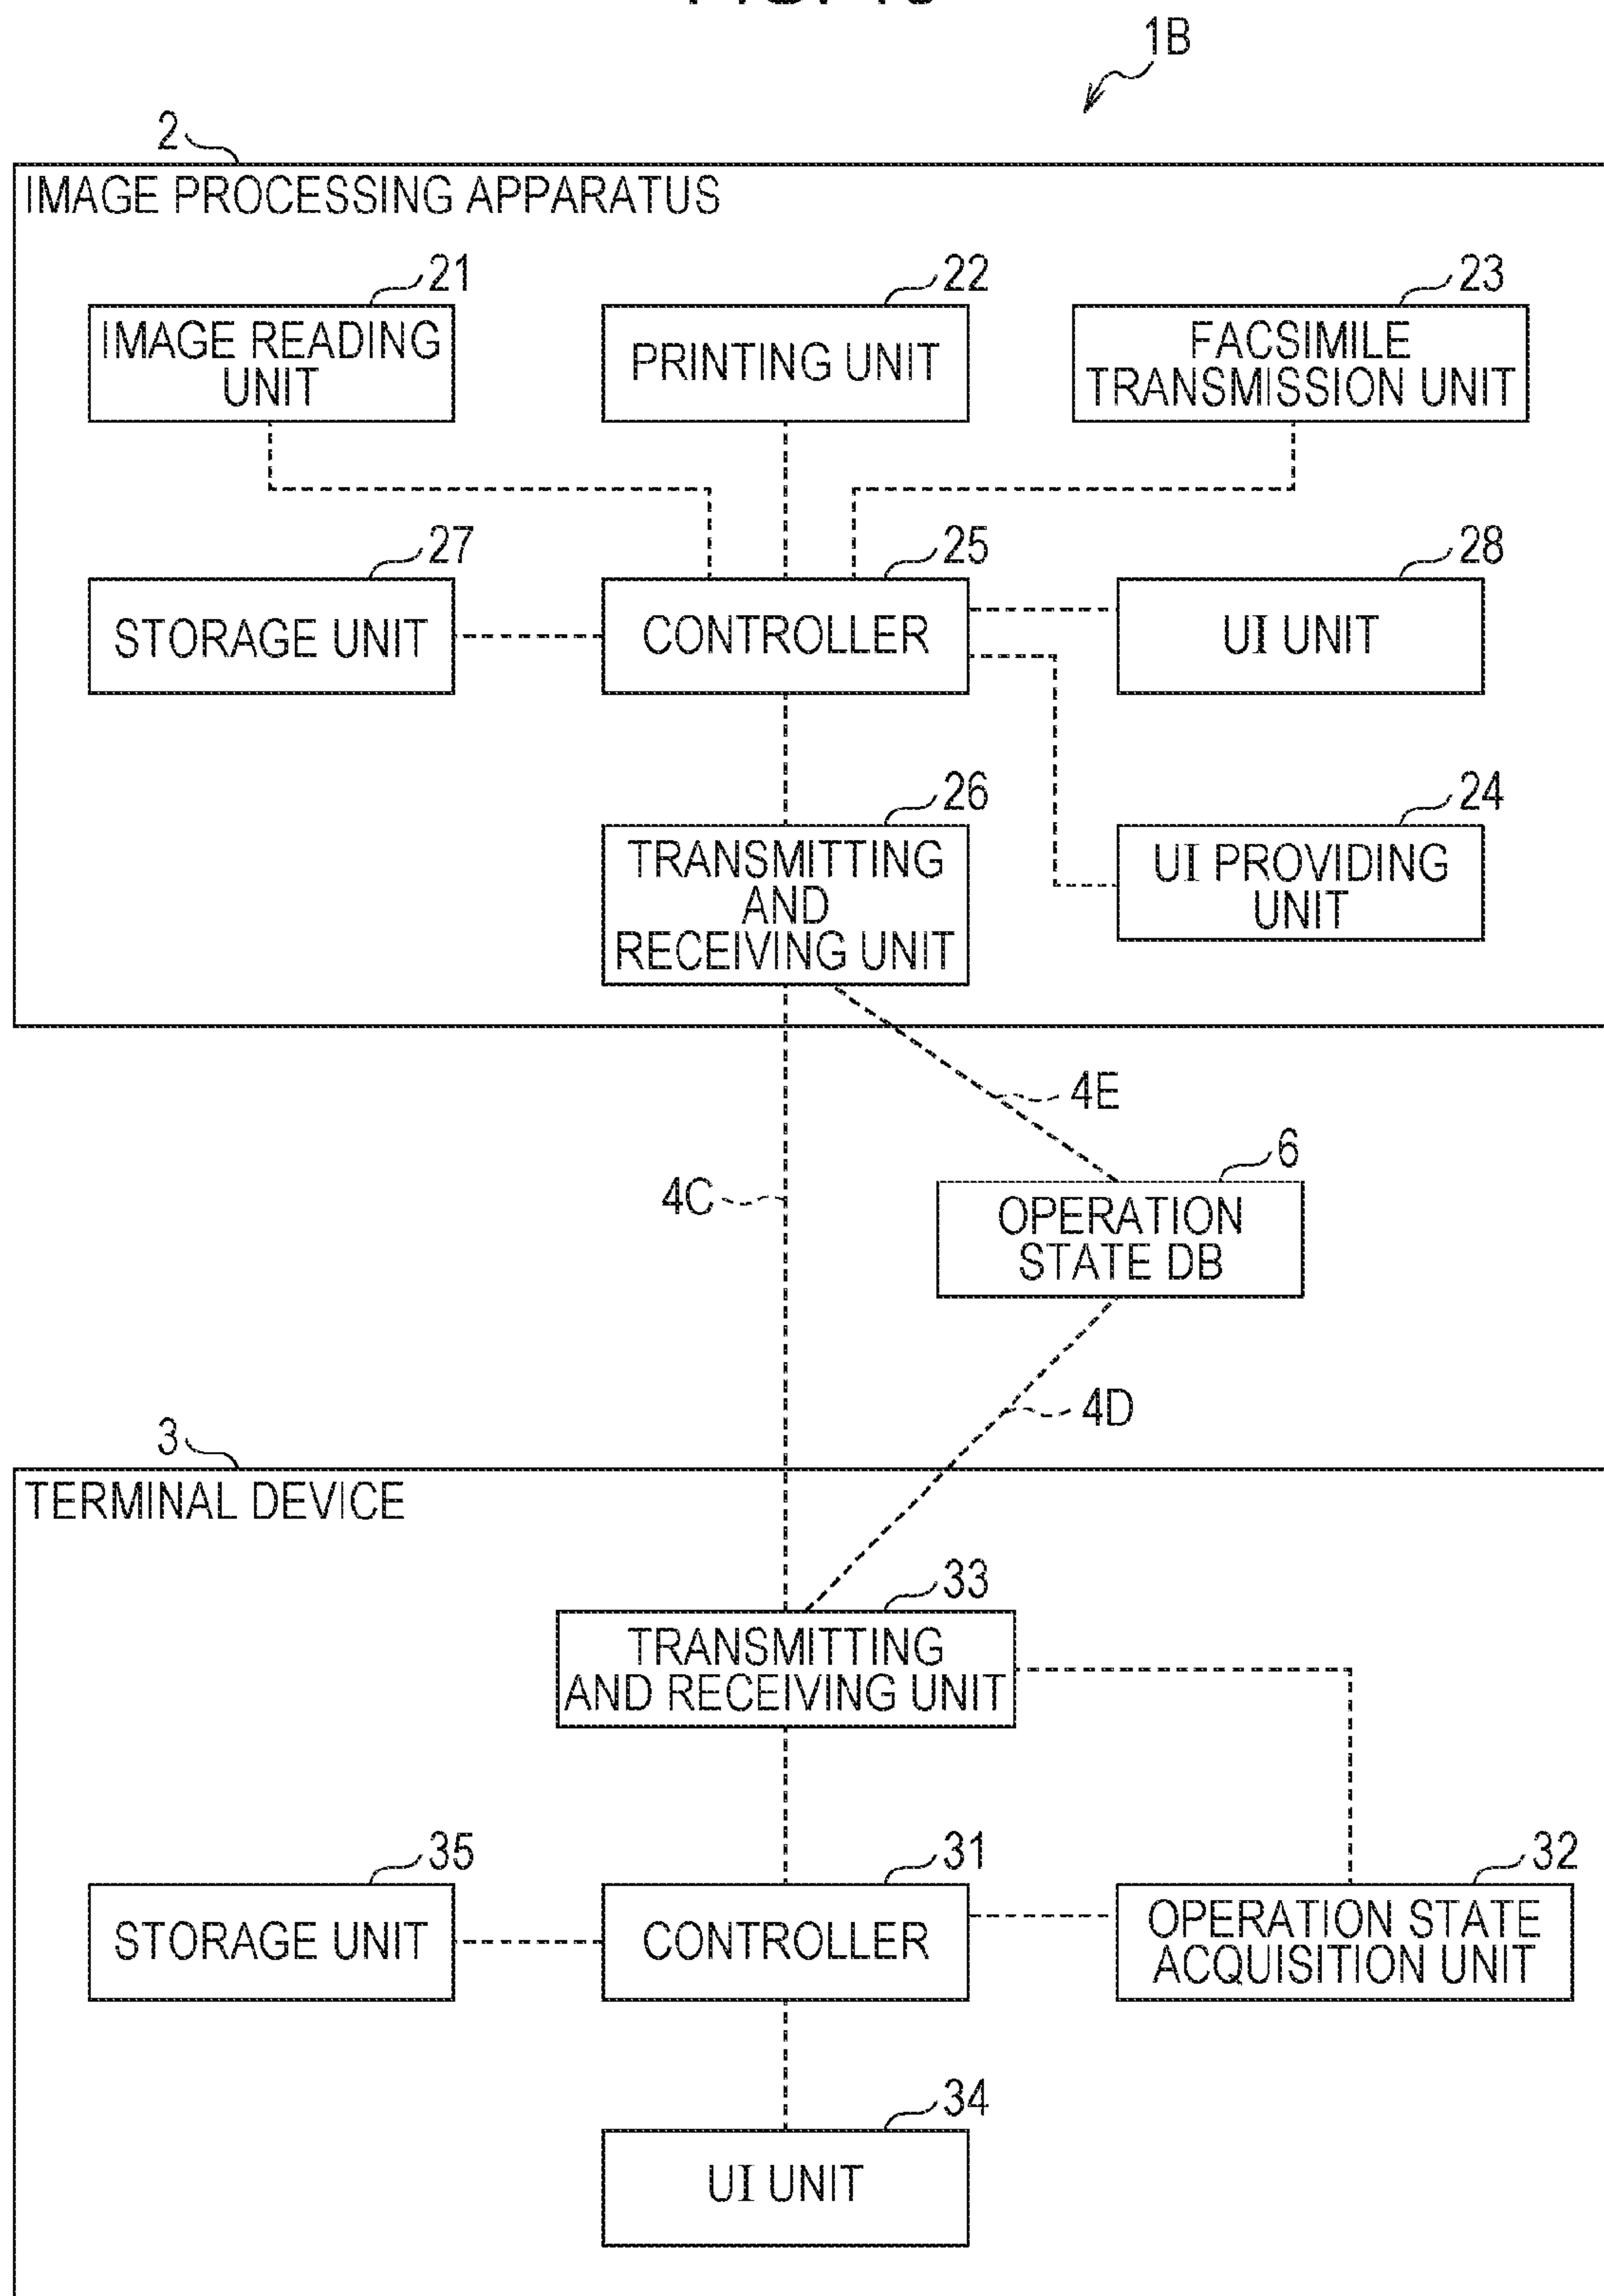 1B
2
IMAGE PROCESSING APPARATUS
21
22
23
IMAGE READING
UNIT
PRINTING UNIT
FACSIMILE
TRANSMISSION UNIT
27
25
28
STORAGE UNIT
CONTROLLER
UI UNIT
26
24
TRANSMITTING
AND
RECEIVING UNIT
UI PROVIDING
UNIT
4E
4C
6
OPERATION
STATE DB
4D
3
TERMINAL DEVICE
33
TRANSMITTING
AND RECEIVING UNIT
35
31
32
STORAGE UNIT
CONTROLLER
OPERATION STATE
ACQUISITION UNIT
34
UI UNIT